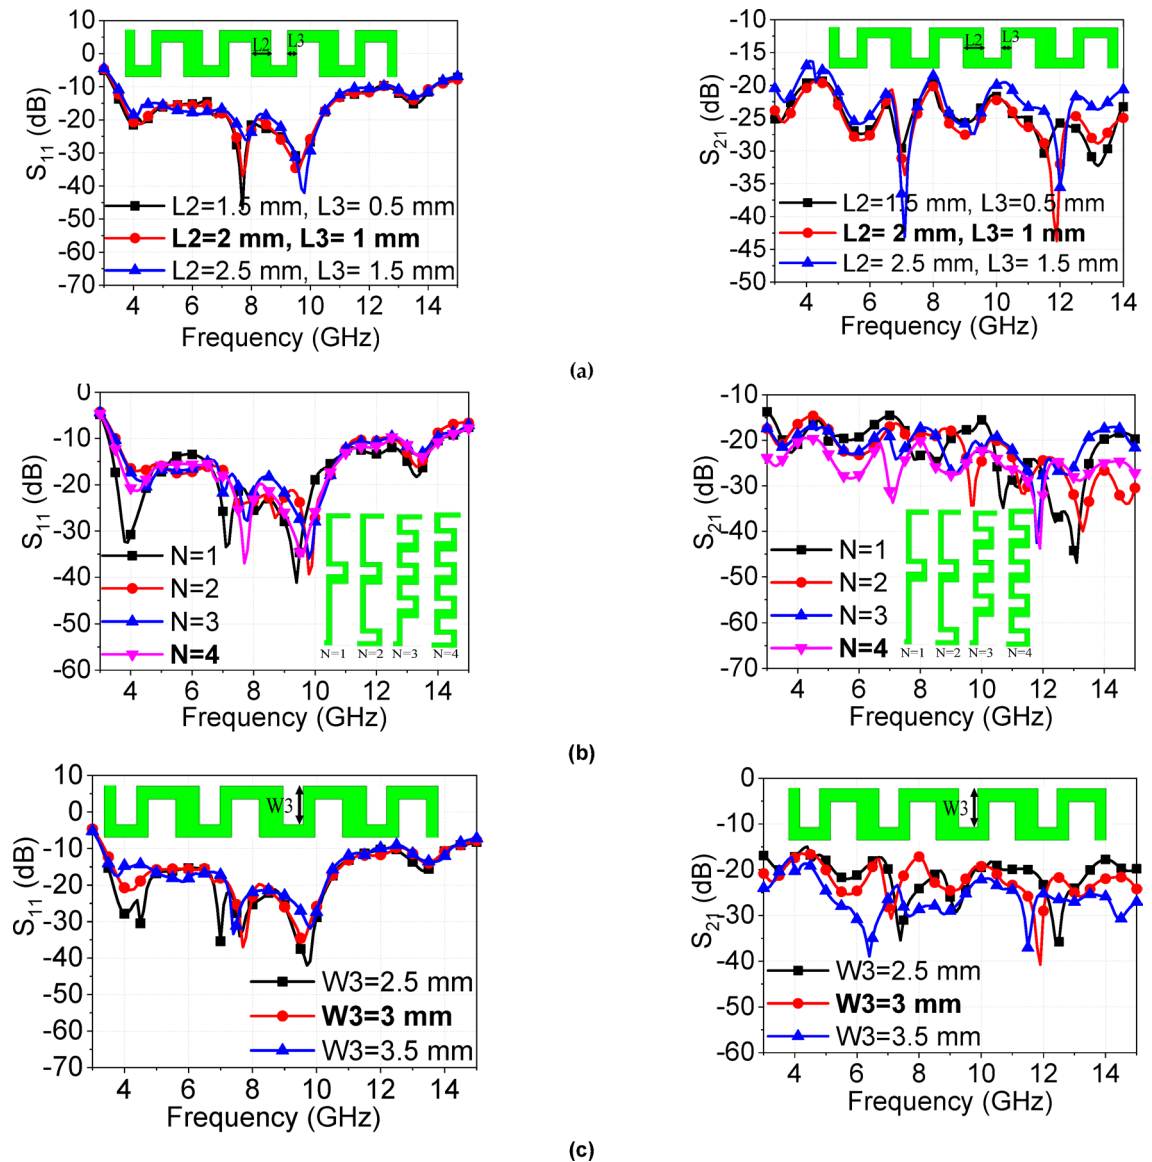 10
0
-10
-20
-30
-40
-50
-60
-70
S11 (dB)
L2
L3
L2=1.5 mm, L3= 0.5 mm
L2=2 mm, L3= 1 mm
L2=2.5 mm, L3= 1.5 mm
4 6 8 10 12 14
Frequency (GHz)
-10
-15
-20
-25
-30
-35
-40
-45
-50
S21 (dB)
L2
L3
L2=1.5 mm, L3=0.5 mm
L2= 2 mm, L3= 1 mm
L2= 2.5 mm, L3= 1.5 mm
4 6 8 10 12 14
Frequency (GHz)
(a)
0
-10
-20
-30
-40
-50
-60
S11 (dB)
N=1
N=2
N=3
N=4
N=1 N=2 N=3 N=4
4 6 8 10 12 14
Frequency (GHz)
-10
-20
-30
-40
-50
-60
-70
S21 (dB)
N=1
N=2
N=3
N=4
N=1 N=2 N=3 N=4
4 6 8 10 12 14
Frequency (GHz)
(b)
10
0
-10
-20
-30
-40
-50
-60
-70
S11 (dB)
W3
W3=2.5 mm
W3=3 mm
W3=3.5 mm
4 6 8 10 12 14
Frequency (GHz)
0
-10
-20
-30
-40
-50
-60
S21 (dB)
W3
W3=2.5 mm
W3=3 mm
W3=3.5 mm
4 6 8 10 12 14
Frequency (GHz)
(c)